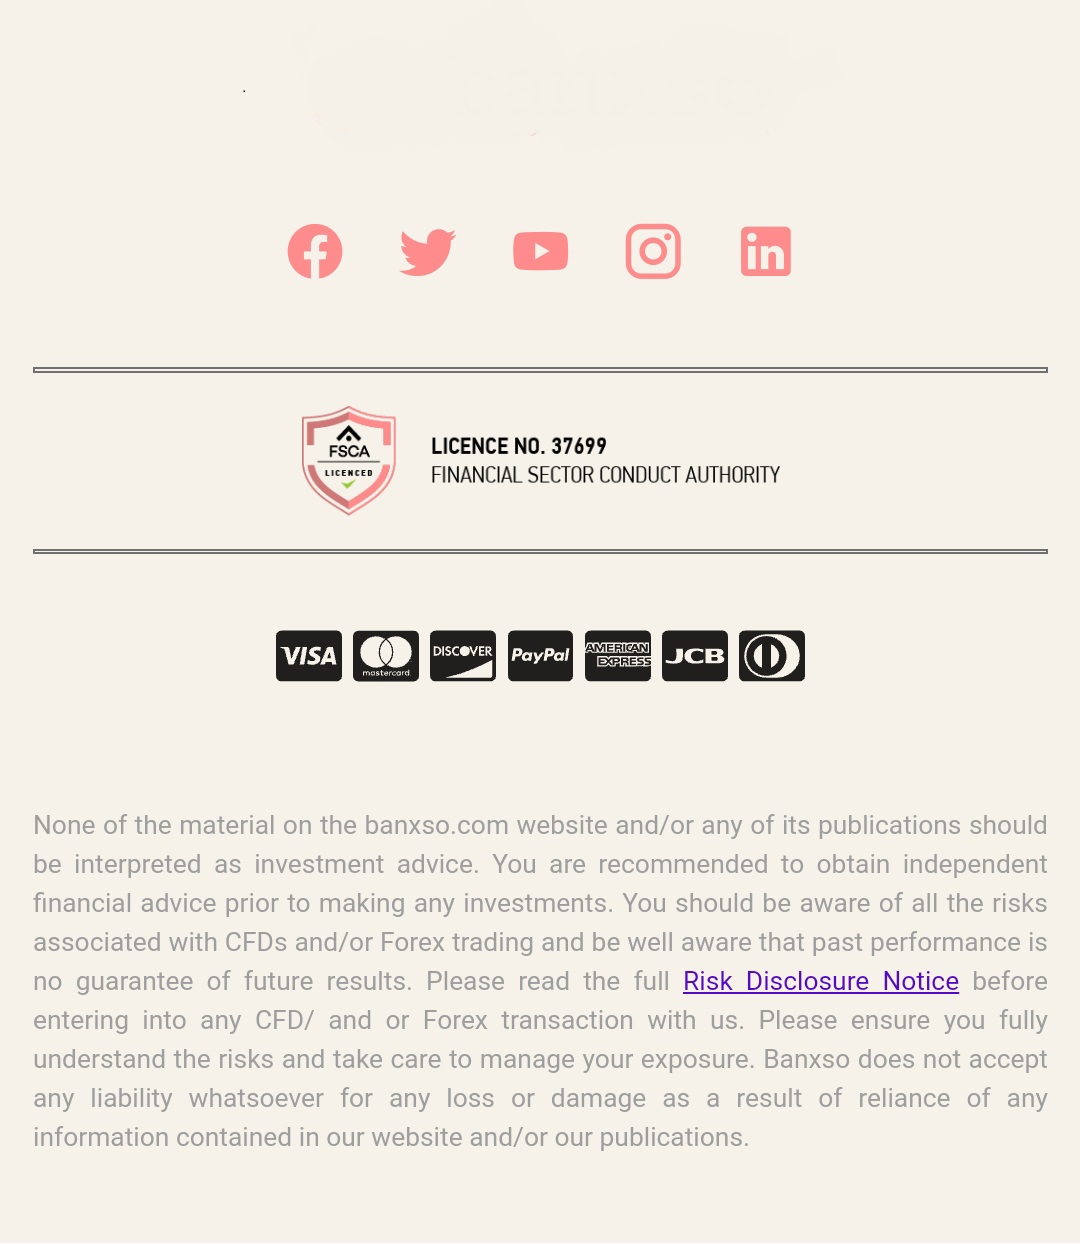 banxso
FSCA
LICENCED
LICENCE NO. 37699
FINANCIAL SECTOR CONDUCT AUTHORITY
VISA mastercard DISCOVER PayPal AMERICAN EXPRESS JCB
None of the material on the banxso.com website and/or any of its publications should
be interpreted as investment advice. You are recommended to obtain independent
financial advice prior to making any investments. You should be aware of all the risks
associated with CFDs and/or Forex trading and be well aware that past performance is
no guarantee of future results. Please read the full Risk Disclosure Notice before
entering into any CFD/ and or Forex transaction with us. Please ensure you fully
understand the risks and take care to manage your exposure. Banxso does not accept
any liability whatsoever for any loss or damage as a result of reliance of any
information contained in our website and/or our publications.